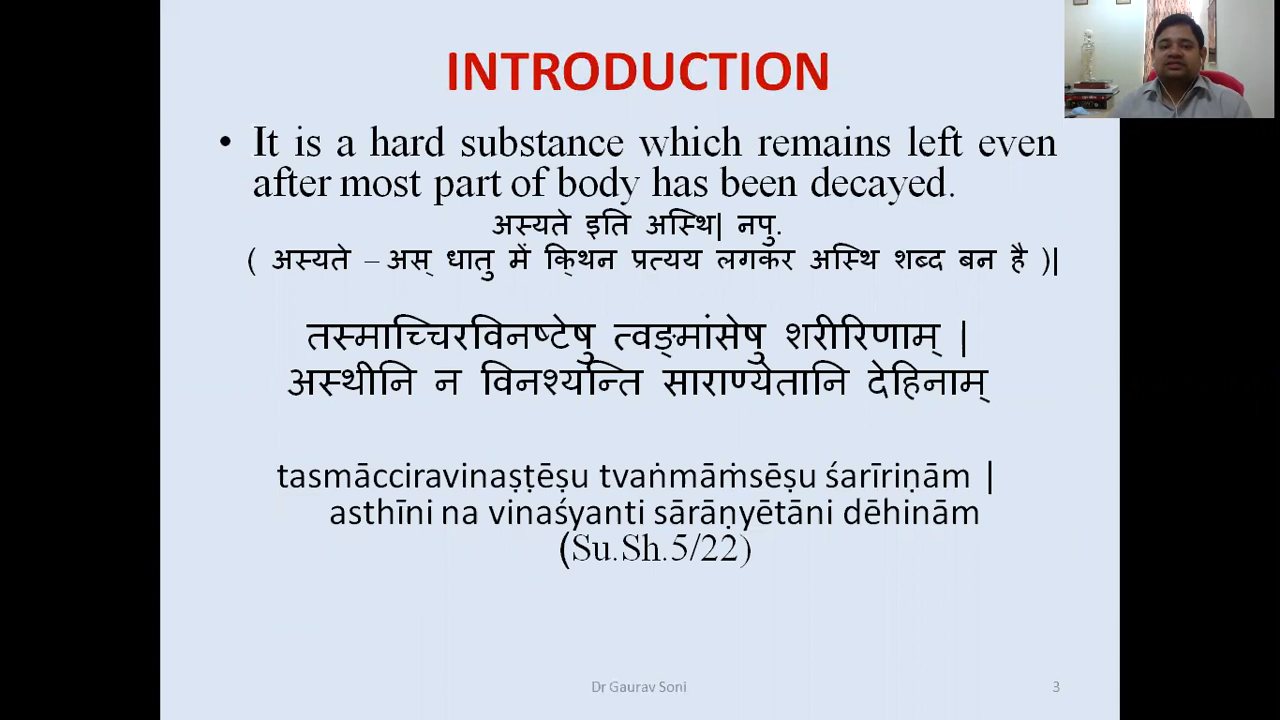 INTRODUCTION
• It is a hard substance which remains left even
after most part of body has been decayed.
अस्यते इति अस्थि| नपु.
( अस्यते – अस् धातु में क्थिन प्रत्यय लगकर अस्थि शब्द बन है )|
तस्माच्चिरविनष्टेषु त्वङ्मांसेषु शरीरिणाम् |
अस्थीनि न विनश्यन्ति साराण्येतानि देहिनाम्
tasmācciravinaṣṭēṣu tvaṅmāṁsēṣu śarīriṇām |
asthīni na vinaśyanti sārāṇyētāni dēhinām
(Su.Sh.5/22)
Dr Gaurav Soni
3